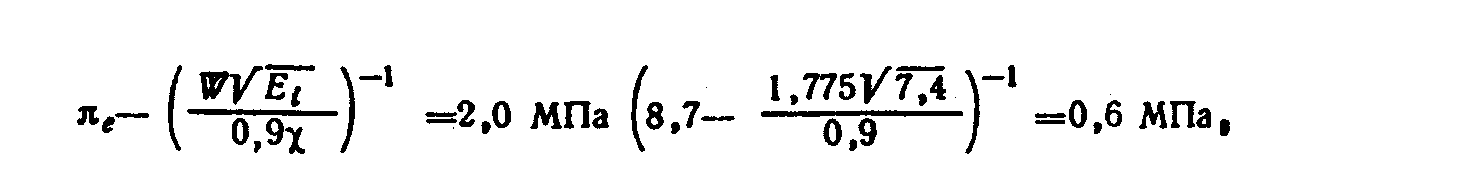 πₑ— (W√Eᵢ / 0,9χ)⁻¹ =2,0 МПа (8,7— 1,775√7,4 / 0,9)⁻¹ =0,6 МПа,